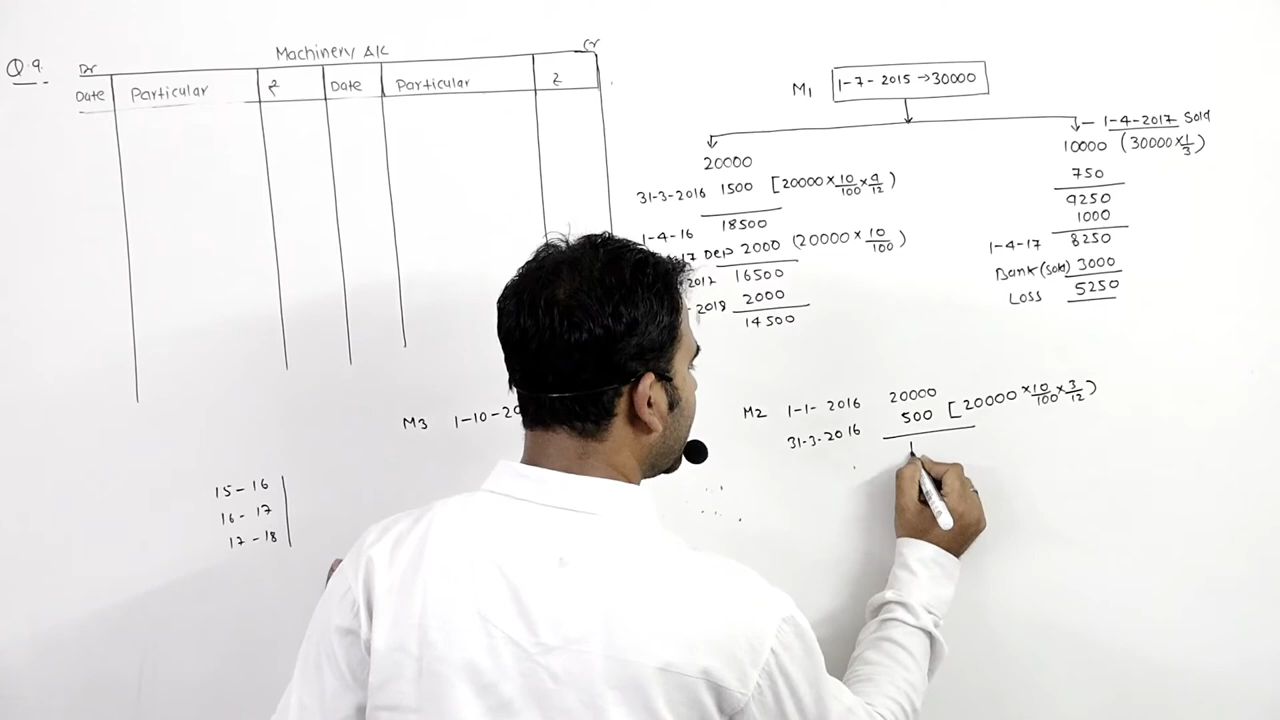 Q.9.
Machinery A/c
Dr
Cr
Date Particular ₹ Date Particular ₹
M1 1-7-2015→30000
20000
31-3-2016 1500 [20000×10/100×9/12)
18500
1-4-16
17 Dep 2000 (20000×10/100)
16500
2018 2000
14500
1-4-2017 Sold
10000 (30000×1/3)
750
9250
1000
1-4-17 8250
Bank(Sold) 3000
Loss 5250
M3 1-10-20
M2 1-1-2016 20000
31-3-2016 500 [20000×10/100×3/12)
1
15-16
16-17
17-18